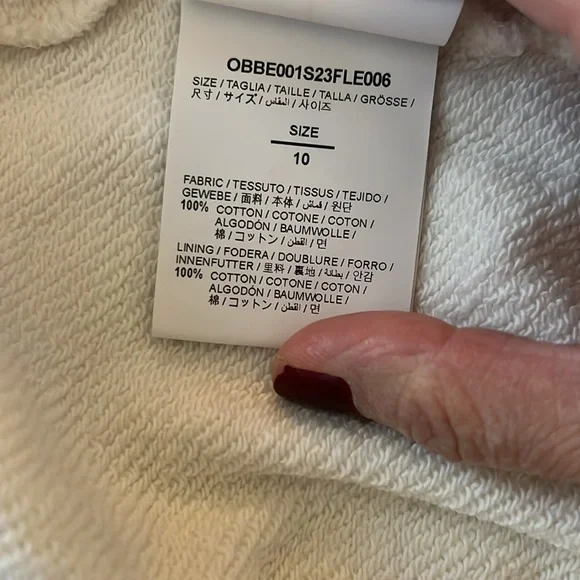 OBBE001S23FLE006
SIZE / TAGLIA / TAILLE / TALLA / GRÖSSE /
尺寸 / サイズ / المقاس / 사이즈
SIZE
10
FABRIC / TESSUTO / TISSUS / TEJIDO /
GEWEBE / 面料 / 本体 / قماش / 원단
100% COTTON / COTONE / COTON /
ALGODÓN / BAUMWOLLE /
棉 / コットン / القطن / 면
LINING / FODERA / DOUBLURE / FORRO /
INNENFUTTER / 里料 / 裏地 / بطانة / 안감
100% COTTON / COTONE / COTON /
ALGODÓN / BAUMWOLLE /
棉 / コットン / القطن / 면